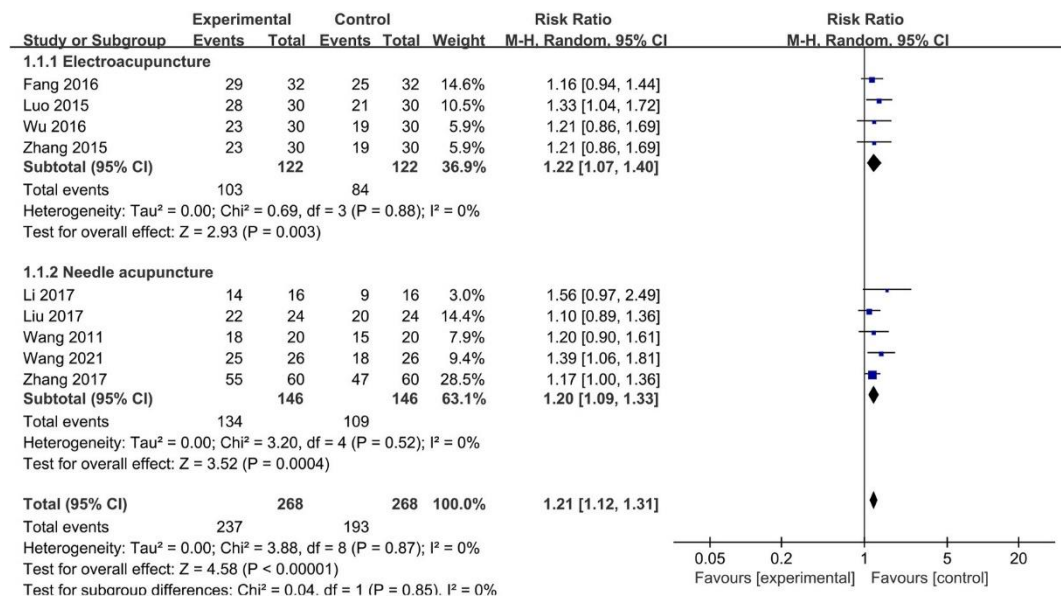 Experimental Control Risk Ratio Risk Ratio
Study or Subgroup Events Total Events Total Weight M-H, Random, 95% CI M-H, Random, 95% CI
1.1.1 Electroacupuncture
Fang 2016 29 32 25 32 14.6% 1.16 [0.94, 1.44]
Luo 2015 28 30 21 30 10.5% 1.33 [1.04, 1.72]
Wu 2016 23 30 19 30 5.9% 1.21 [0.86, 1.69]
Zhang 2015 23 30 19 30 5.9% 1.21 [0.86, 1.69]
Subtotal (95% CI) 122 122 36.9% 1.22 [1.07, 1.40]
Total events 103 84
Heterogeneity: Tau² = 0.00; Chi² = 0.69, df = 3 (P = 0.88); I² = 0%
Test for overall effect: Z = 2.93 (P = 0.003)
1.1.2 Needle acupuncture
Li 2017 14 16 9 16 3.0% 1.56 [0.97, 2.49]
Liu 2017 22 24 20 24 14.4% 1.10 [0.89, 1.36]
Wang 2011 18 20 15 20 7.9% 1.20 [0.90, 1.61]
Wang 2021 25 26 18 26 9.4% 1.39 [1.06, 1.81]
Zhang 2017 55 60 47 60 28.5% 1.17 [1.00, 1.36]
Subtotal (95% CI) 146 146 63.1% 1.20 [1.09, 1.33]
Total events 134 109
Heterogeneity: Tau² = 0.00; Chi² = 3.20, df = 4 (P = 0.52); I² = 0%
Test for overall effect: Z = 3.52 (P = 0.0004)
Total (95% CI) 268 268 100.0% 1.21 [1.12, 1.31]
Total events 237 193
Heterogeneity: Tau² = 0.00; Chi² = 3.88, df = 8 (P = 0.87); I² = 0%
Test for overall effect: Z = 4.58 (P < 0.00001)
Test for subgroup differences: Chi² = 0.04, df = 1 (P = 0.85), I² = 0%
0.05 0.2 1 5 20
Favours [experimental] Favours [control]